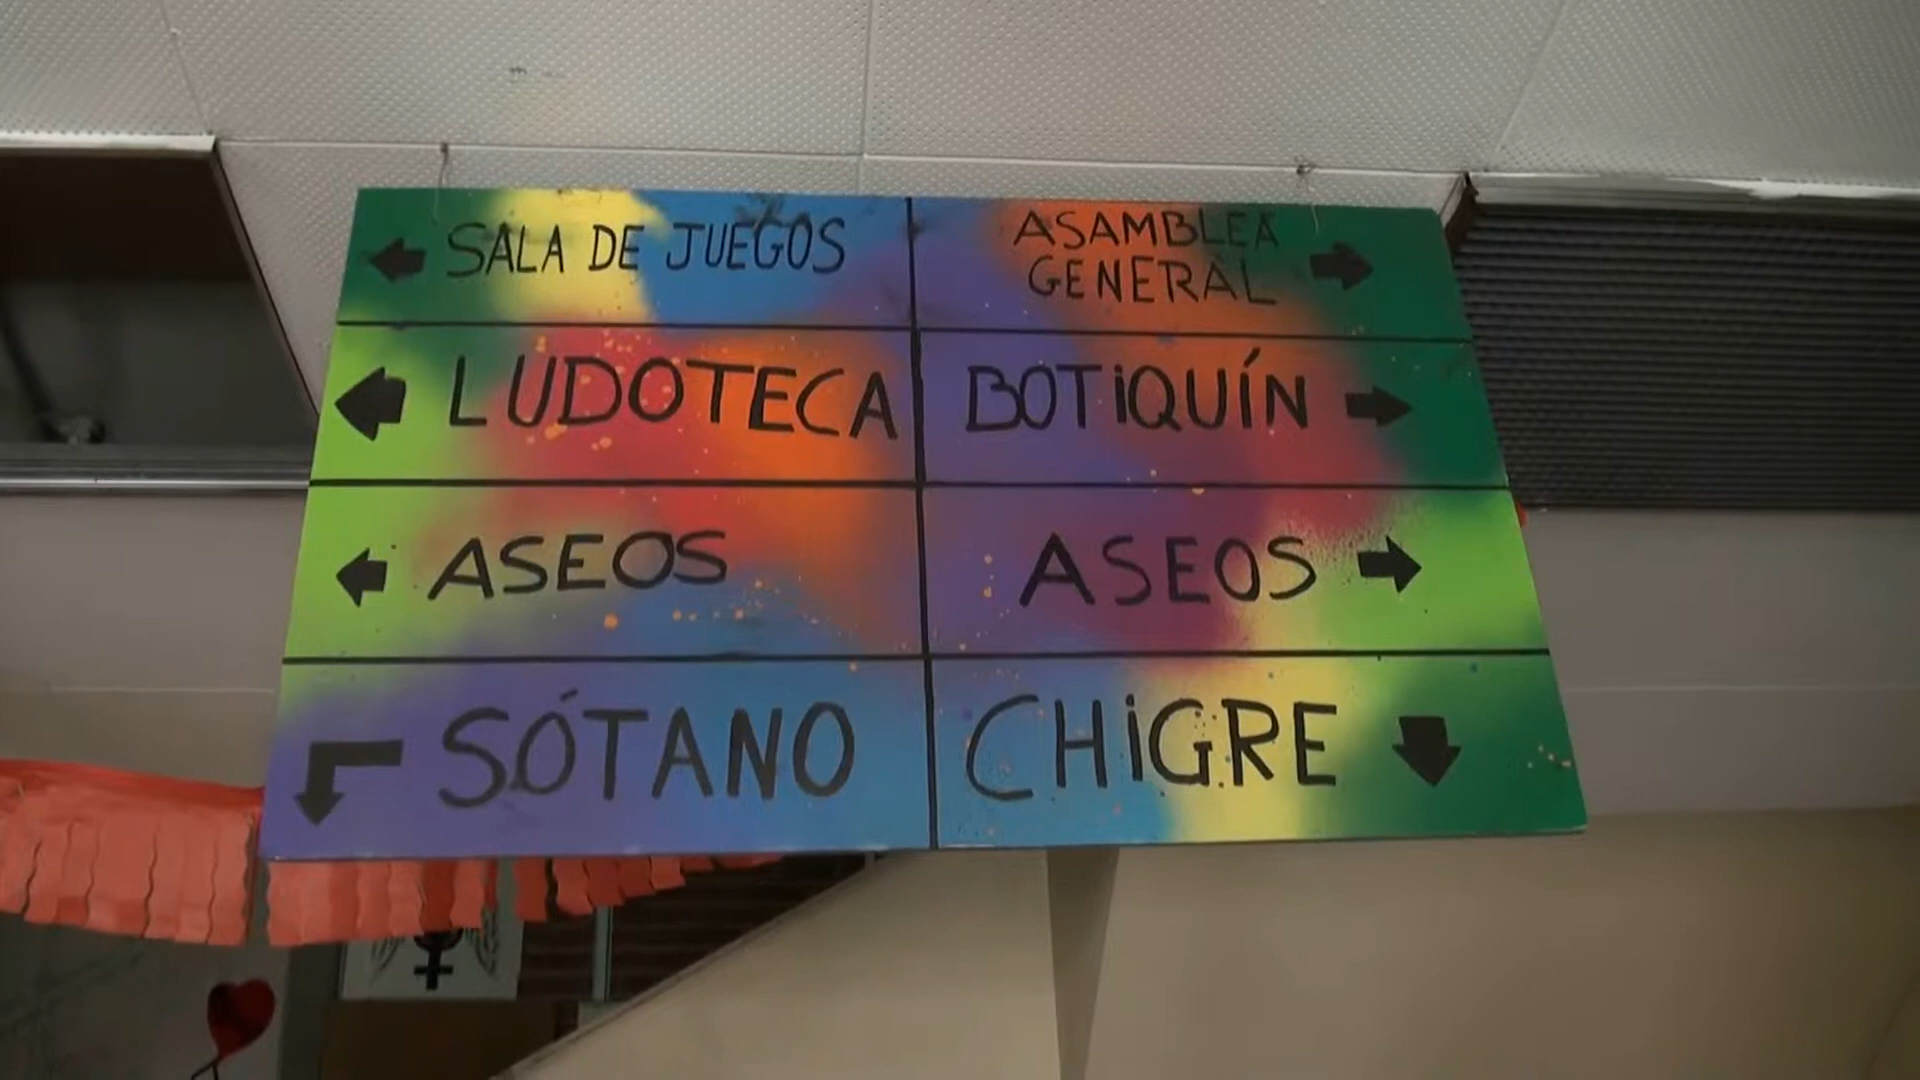 SALA DE JUEGOS
ASAMBLEA
GENERAL
LUDOTECA
BOTiQUÍN
ASEOS
ASEOS
SÓTANO
CHiGRE